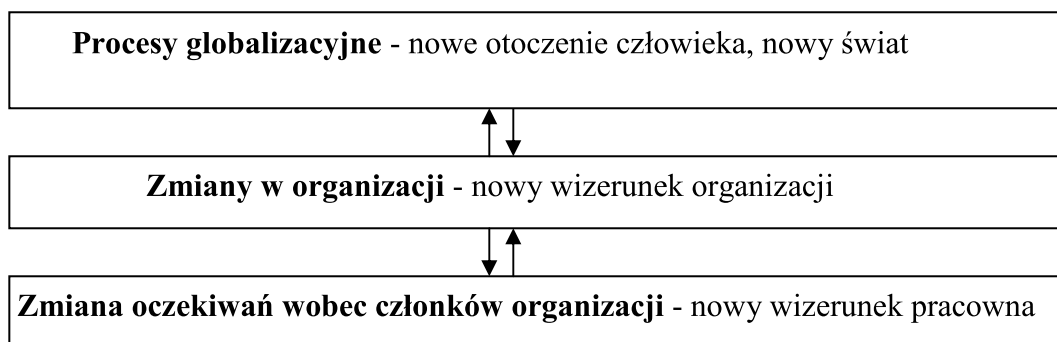 Procesy globalizacyjne - nowe otoczenie człowieka, nowy świat
Zmiany w organizacji - nowy wizerunek organizacji
Zmiana oczekiwań wobec członków organizacji - nowy wizerunek pracowna